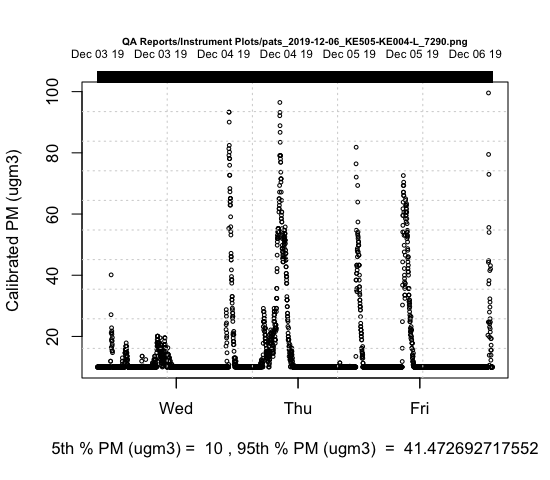 QA Reports/Instrument Plots/pats_2019-12-06_KE505-KE004-L_7290.png
Dec 03 19 Dec 03 19 Dec 04 19 Dec 04 19 Dec 05 19 Dec 05 19 Dec 06 19
Calibrated PM (ugm3)
100
80
60
40
20
Wed Thu Fri
5th % PM (ugm3) = 10 , 95th % PM (ugm3) = 41.472692717552